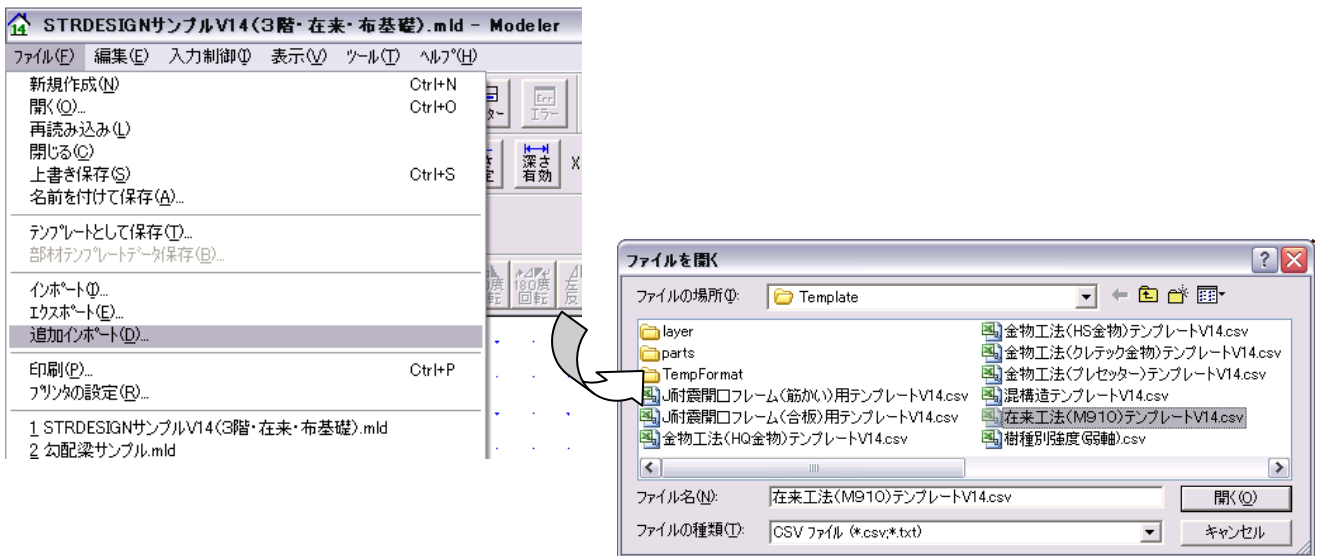 14 STRDESIGNサンプルV14(3階・在来・布基礎).mld - Modeler
ファイル(F) 編集(E) 入力制御(I) 表示(V) ツール(T) ヘルプ(H)
新規作成(N) Ctrl+N
開く(O)... Ctrl+O
再読み込み(L)
閉じる(C)
上書き保存(S) Ctrl+S
名前を付けて保存(A)...
テンプレートとして保存(T)...
部材テンプレートデータ保存(B)...
インポート(I)...
エクスポート(E)...
追加インポート(D)...
印刷(P)... Ctrl+P
プリンタの設定(R)...
1 STRDESIGNサンプルV14(3階・在来・布基礎).mld
2 勾配梁サンプル.mld
Err
エラー
深さ
有効
X
180度
回転
ファイルを開く
ファイルの場所(I): Template
layer
parts
TempFormat
J耐震開口フレーム(筋かい)用テンプレートV14.csv
J耐震開口フレーム(合板)用テンプレートV14.csv
金物工法(HQ金物)テンプレートV14.csv
金物工法(HS金物)テンプレートV14.csv
金物工法(クレテック金物)テンプレートV14.csv
金物工法(プレセッター)テンプレートV14.csv
混構造テンプレートV14.csv
在来工法(M910)テンプレートV14.csv
樹種別強度(弱軸).csv
ファイル名(N): 在来工法(M910)テンプレートV14.csv 開く(O)
ファイルの種類(T): CSV ファイル (*.csv;*.txt) キャンセル